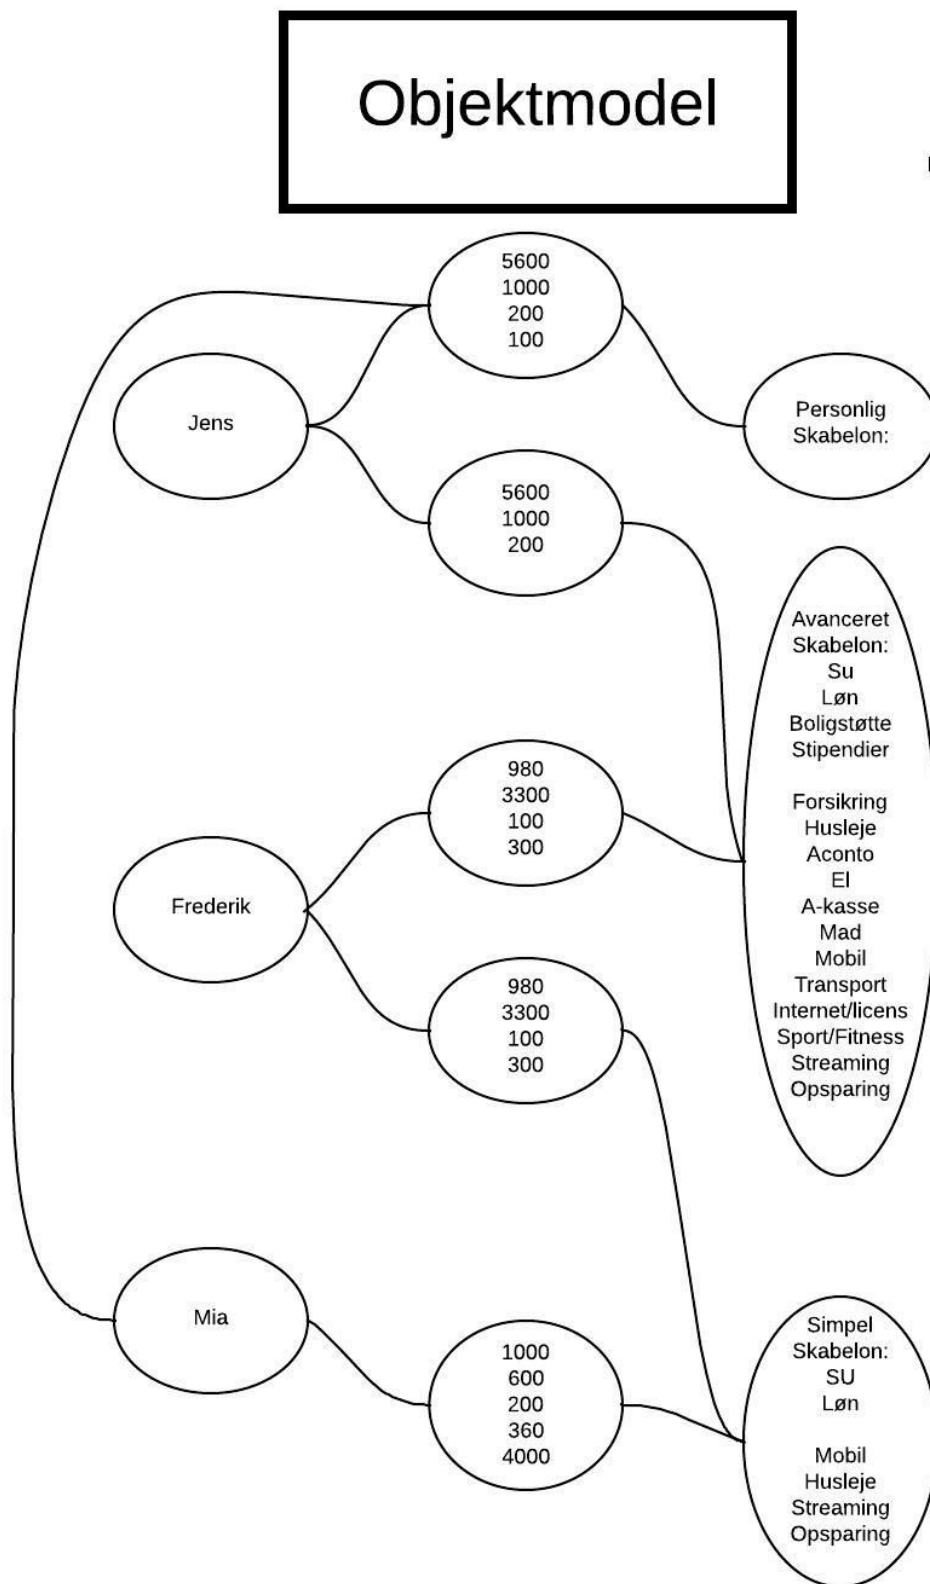 Objektmodel
5600
1000
200
100
Jens
Personlig
Skabelon:
5600
1000
200
Avanceret
Skabelon:
Su
Løn
Boligstøtte
Stipendier
Forsikring
Husleje
Aconto
El
A-kasse
Mad
Mobil
Transport
Internet/licens
Sport/Fitness
Streaming
Opsparing
980
3300
100
300
Frederik
980
3300
100
300
Mia
1000
600
200
360
4000
Simpel
Skabelon:
SU
Løn
Mobil
Husleje
Streaming
Opsparing